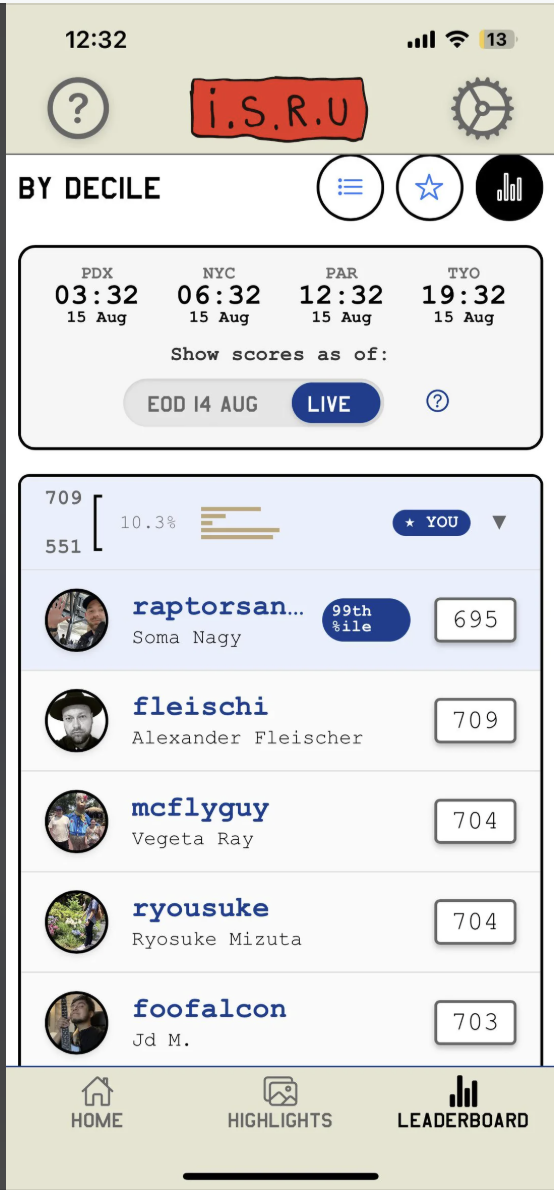 12:32
13
?
i.S.R.U
BY DECILE
PDX NYC PAR TYO
03:32 06:32 12:32 19:32
15 Aug 15 Aug 15 Aug 15 Aug
Show scores as of:
EOD 14 AUG LIVE ?
709
10.3% ★ YOU ▼
551
raptorsan... 99th %ile 695
Soma Nagy
fleischi 709
Alexander Fleischer
mcflyguy 704
Vegeta Ray
ryousuke 704
Ryosuke Mizuta
foofalcon 703
Jd M.
HOME HIGHLIGHTS LEADERBOARD